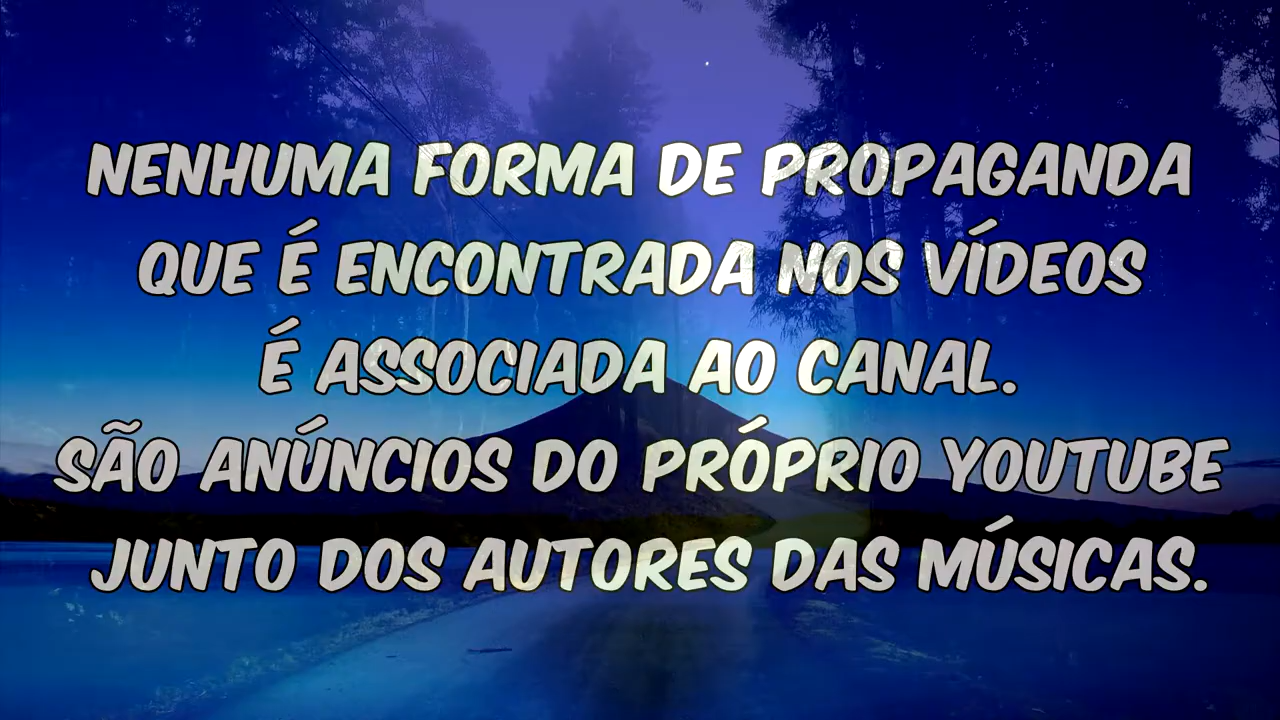 NENHUMA FORMA DE PROPAGANDA
QUE É ENCONTRADA NOS VÍDEOS
É ASSOCIADA AO CANAL.
SÃO ANÚNCIOS DO PRÓPRIO YOUTUBE
JUNTO DOS AUTORES DAS MÚSICAS.